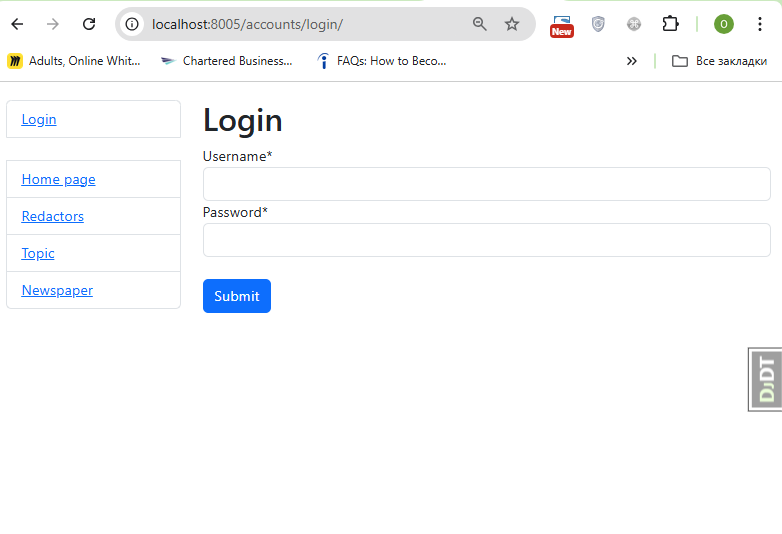 localhost:8005/accounts/login/
New
O
Adults, Online Whit...
Chartered Business...
FAQs: How to Beco...
Все закладки
Login
Home page
Redactors
Topic
Newspaper
Login
Username*
Password*
Submit
DJDT